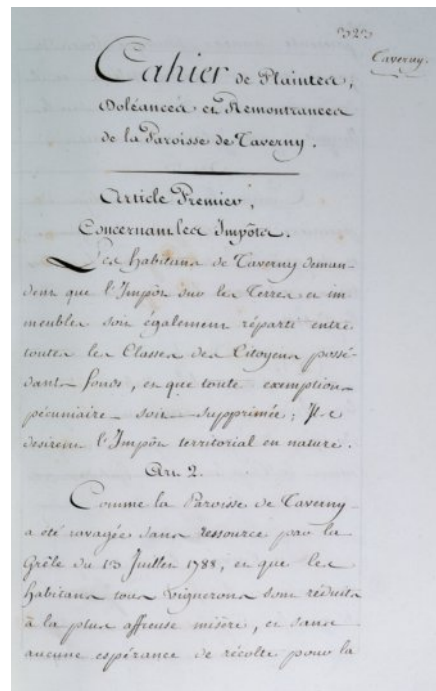 323
Taverny.
Cahier de Plaintes,
Doléances et Remontrances
de la Paroisse de Taverny.
Article Premier,
Concernant les Impôts.
Les habitans de Taverny deman-
dent que l'Impôt sur les Terres et im-
meubles soit également réparti entre
toutes les Classes des Citoyens possé-
dants fonds, et que toute exemption
pécuniaire soit supprimée; Ils
desirent l'Impôt territorial en nature.
Art. 2.
Comme la Paroisse de Taverny
a été ravagée sans ressource par la
Grêle du 13 Juillet 1788, et que les
habitans tous vignerons sont réduits
à la plus affreuse misère, et sans
aucune espérance de récolte pour la